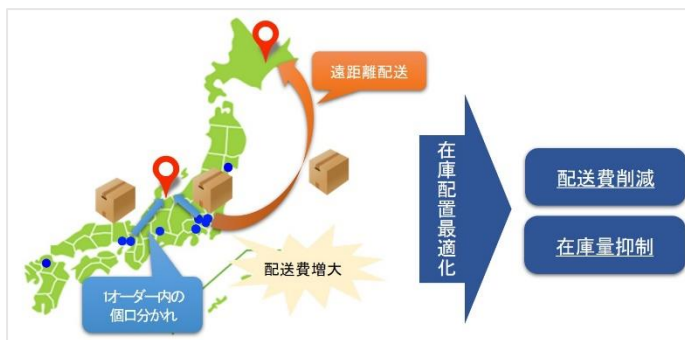 遠距離配送
配送費増大
1オーダー内の
個口分かれ
在庫配置最適化
配送費削減
在庫量抑制